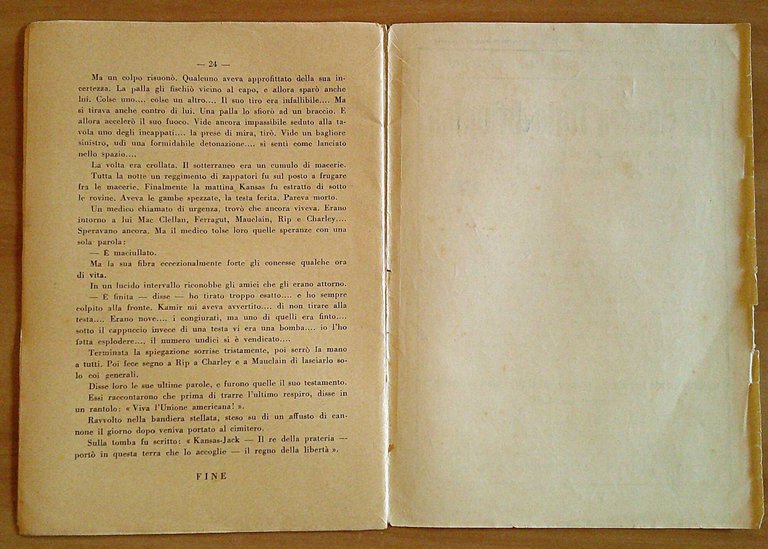 — 24 —
Ma un colpo risuonò. Qualcuno aveva approfittato della sua in-
certezza. La palla gli fischiò vicino al capo, e allora sparò anche
lui. Colse uno.... colse un altro.... Il suo tiro era infallibile.... Ma
si tirava anche contro di lui. Una palla lo sfiorò ad un braccio. E
allora accelerò il suo fuoco. Vide ancora impassibile seduto alla ta-
vola uno degli incappati.... la prese di mira, tirò. Vide un bagliore
sinistro, udì una formidabile detonazione.... si sentì come lanciato
nello spazio....
La volta era crollata. Il sotterraneo era un cumulo di macerie.
Tutta la notte un reggimento di zappatori fu sul posto a frugare
fra le macerie. Finalmente la mattina Kansas fu estratto di sotto
le rovine. Aveva le gambe spezzate, la testa ferita. Pareva morto.
Un medico chiamato di urgenza, trovò che ancora viveva. Erano
intorno a lui Mac Clellan, Ferragut, Mauclain, Rip e Charley....
Speravano ancora. Ma il medico tolse loro quelle speranze con una
sola parola:
— È maciullato.
Ma la sua fibra eccezionalmente forte gli concesse qualche ora
di vita.
In un lucido intervallo riconobbe gli amici che gli erano attorno.
— È finita — disse — ho tirato troppo esatto.... e ho sempre
colpito alla fronte. Kamir mi aveva avvertito.... di non tirare alla
testa.... Erano nove.... i congiurati, ma uno di quelli era finto....
sotto il cappuccio invece di una testa vi era una bomba.... io l'ho
fatta esplodere..., il numero undici si è vendicato....
Terminata la spiegazione sorrise tristamente, poi serrò la mano
a tutti. Poi fece segno a Rip a Charley e a Mauclain di lasciarlo so-
lo coi generali.
Disse loro le sue ultime parole, e furono quelle il suo testamento.
Essi raccontarono che prima di trarre l'ultimo respiro, disse in
un rantolo: « Viva l'Unione americana! ».
Ravvolto nella bandiera stellata, steso su di un affusto di can-
none il giorno dopo veniva portato al cimitero.
Sulla tomba fu scritto: « Kansas-Jack — Il re della prateria —
portò in questa terra che lo accoglie — il regno della libertà ».
FINE